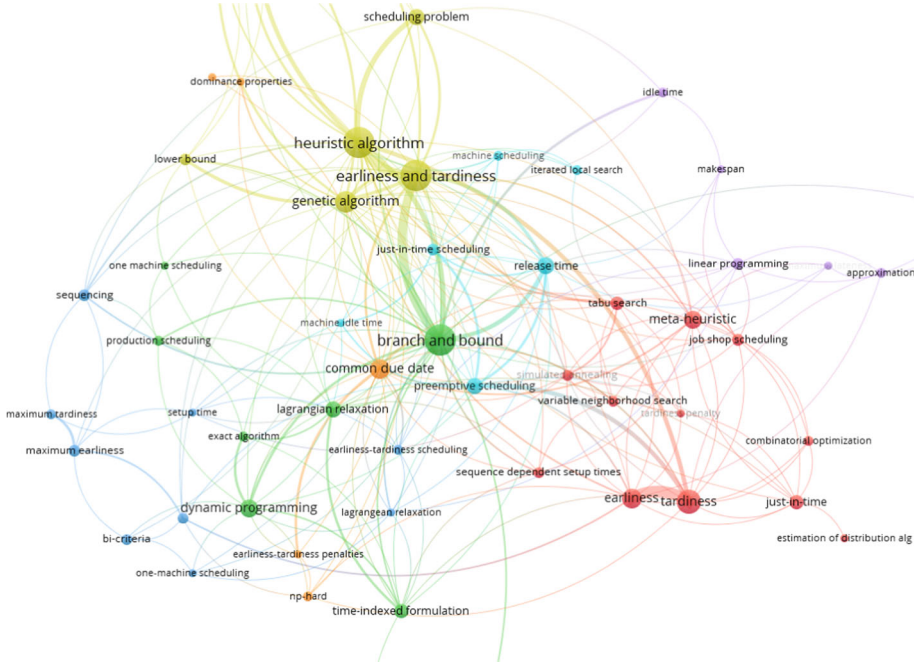 scheduling problem
dominance properties
idle time
heuristic algorithm
lower bound
machine scheduling
iterated local search
makespan
earliness and tardiness
genetic algorithm
just-in-time scheduling
one machine scheduling
release time
linear programming
approximation
sequencing
tabu search
meta-heuristic
machine idle time
production scheduling
branch and bound
job shop scheduling
common due date
simulated annealing
preemptive scheduling
variable neighborhood search
maximum tardiness
setup time
lagrangian relaxation
tardiness penalty
exact algorithm
combinatorial optimization
maximum earliness
earliness-tardiness scheduling
sequence dependent setup times
earliness
tardiness
just-in-time
dynamic programming
lagrangean relaxation
bi-criteria
estimation of distribution alg
earliness-tardiness penalties
one-machine scheduling
np-hard
time-indexed formulation